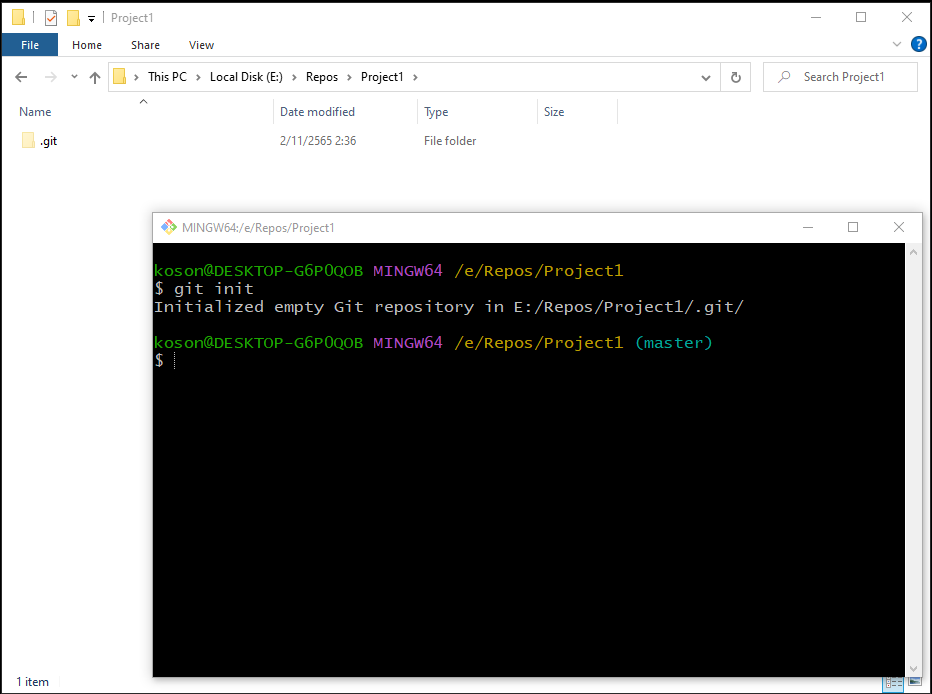 Project1
File Home Share View
This PC Local Disk (E:) Repos Project1
Search Project1
Name Date modified Type Size
.git 2/11/2565 2:36 File folder
MINGW64:/e/Repos/Project1
koson@DESKTOP-G6P0QOB MINGW64 /e/Repos/Project1
$ git init
Initialized empty Git repository in E:/Repos/Project1/.git/
koson@DESKTOP-G6P0QOB MINGW64 /e/Repos/Project1 (master)
$
1 item